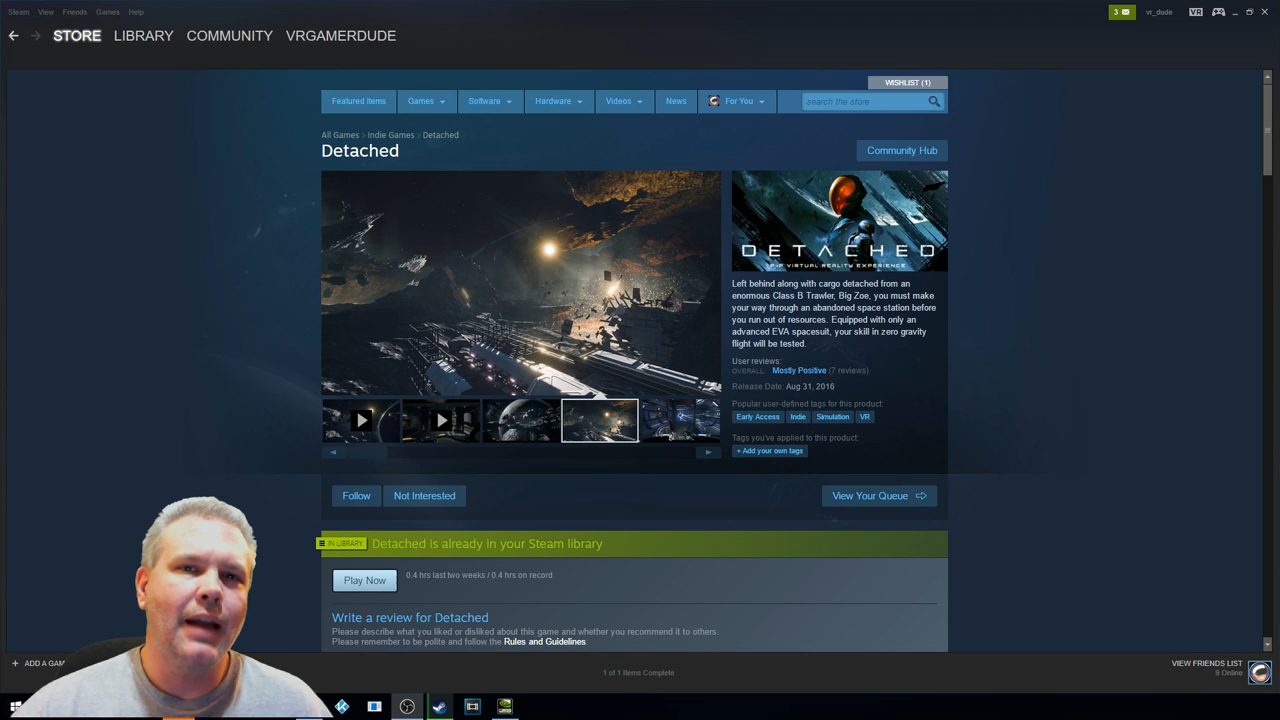 Steam View Friends Games Help
3 vr_dude VR
STORE LIBRARY COMMUNITY VRGAMERDUDE
WISHLIST (1)
Featured Items Games Software Hardware Videos News For You search the store
All Games > Indie Games > Detached
Detached
Community Hub
DETACHED
VIRTUAL REALITY EXPERIENCE
Left behind along with cargo detached from an
enormous Class B Trawler, Big Zoe, you must make
your way through an abandoned space station before
you run out of resources. Equipped with only an
advanced EVA spacesuit, your skill in zero gravity
flight will be tested.
User reviews:
OVERALL: Mostly Positive (7 reviews)
Release Date: Aug 31, 2016
Popular user-defined tags for this product:
Early Access Indie Simulation VR
Tags you've applied to this product:
+ Add your own tags
Follow Not Interested View Your Queue
IN LIBRARY Detached is already in your Steam library
Play Now 0.4 hrs last two weeks / 0.4 hrs on record
Write a review for Detached
Please describe what you liked or disliked about this game and whether you recommend it to others.
Please remember to be polite and follow the Rules and Guidelines.
+ ADD A GAM
1 of 1 Items Complete
VIEW FRIENDS LIST
9 Online